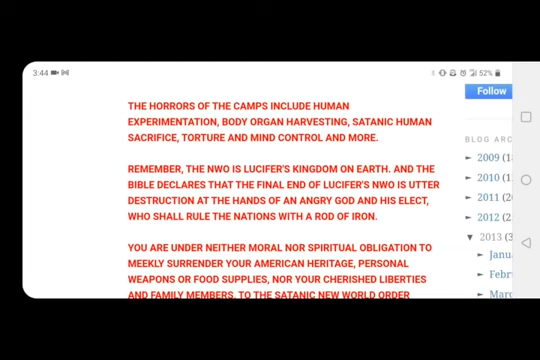 3:44
52%
THE HORRORS OF THE CAMPS INCLUDE HUMAN
EXPERIMENTATION, BODY ORGAN HARVESTING, SATANIC HUMAN
SACRIFICE, TORTURE AND MIND CONTROL AND MORE.
REMEMBER, THE NWO IS LUCIFER'S KINGDOM ON EARTH. AND THE
BIBLE DECLARES THAT THE FINAL END OF LUCIFER'S NWO IS UTTER
DESTRUCTION AT THE HANDS OF AN ANGRY GOD AND HIS ELECT,
WHO SHALL RULE THE NATIONS WITH A ROD OF IRON.
YOU ARE UNDER NEITHER MORAL NOR SPIRITUAL OBLIGATION TO
MEEKLY SURRENDER YOUR AMERICAN HERITAGE, PERSONAL
WEAPONS OR FOOD SUPPLIES, NOR YOUR CHERISHED LIBERTIES
AND FAMILY MEMBERS, TO THE SATANIC NEW WORLD ORDER
Follow
BLOG ARC
► 2009 (1
► 2010 (
► 2011 (
► 2012 (
▼ 2013 (3
► Janua
► Febr
► Marc